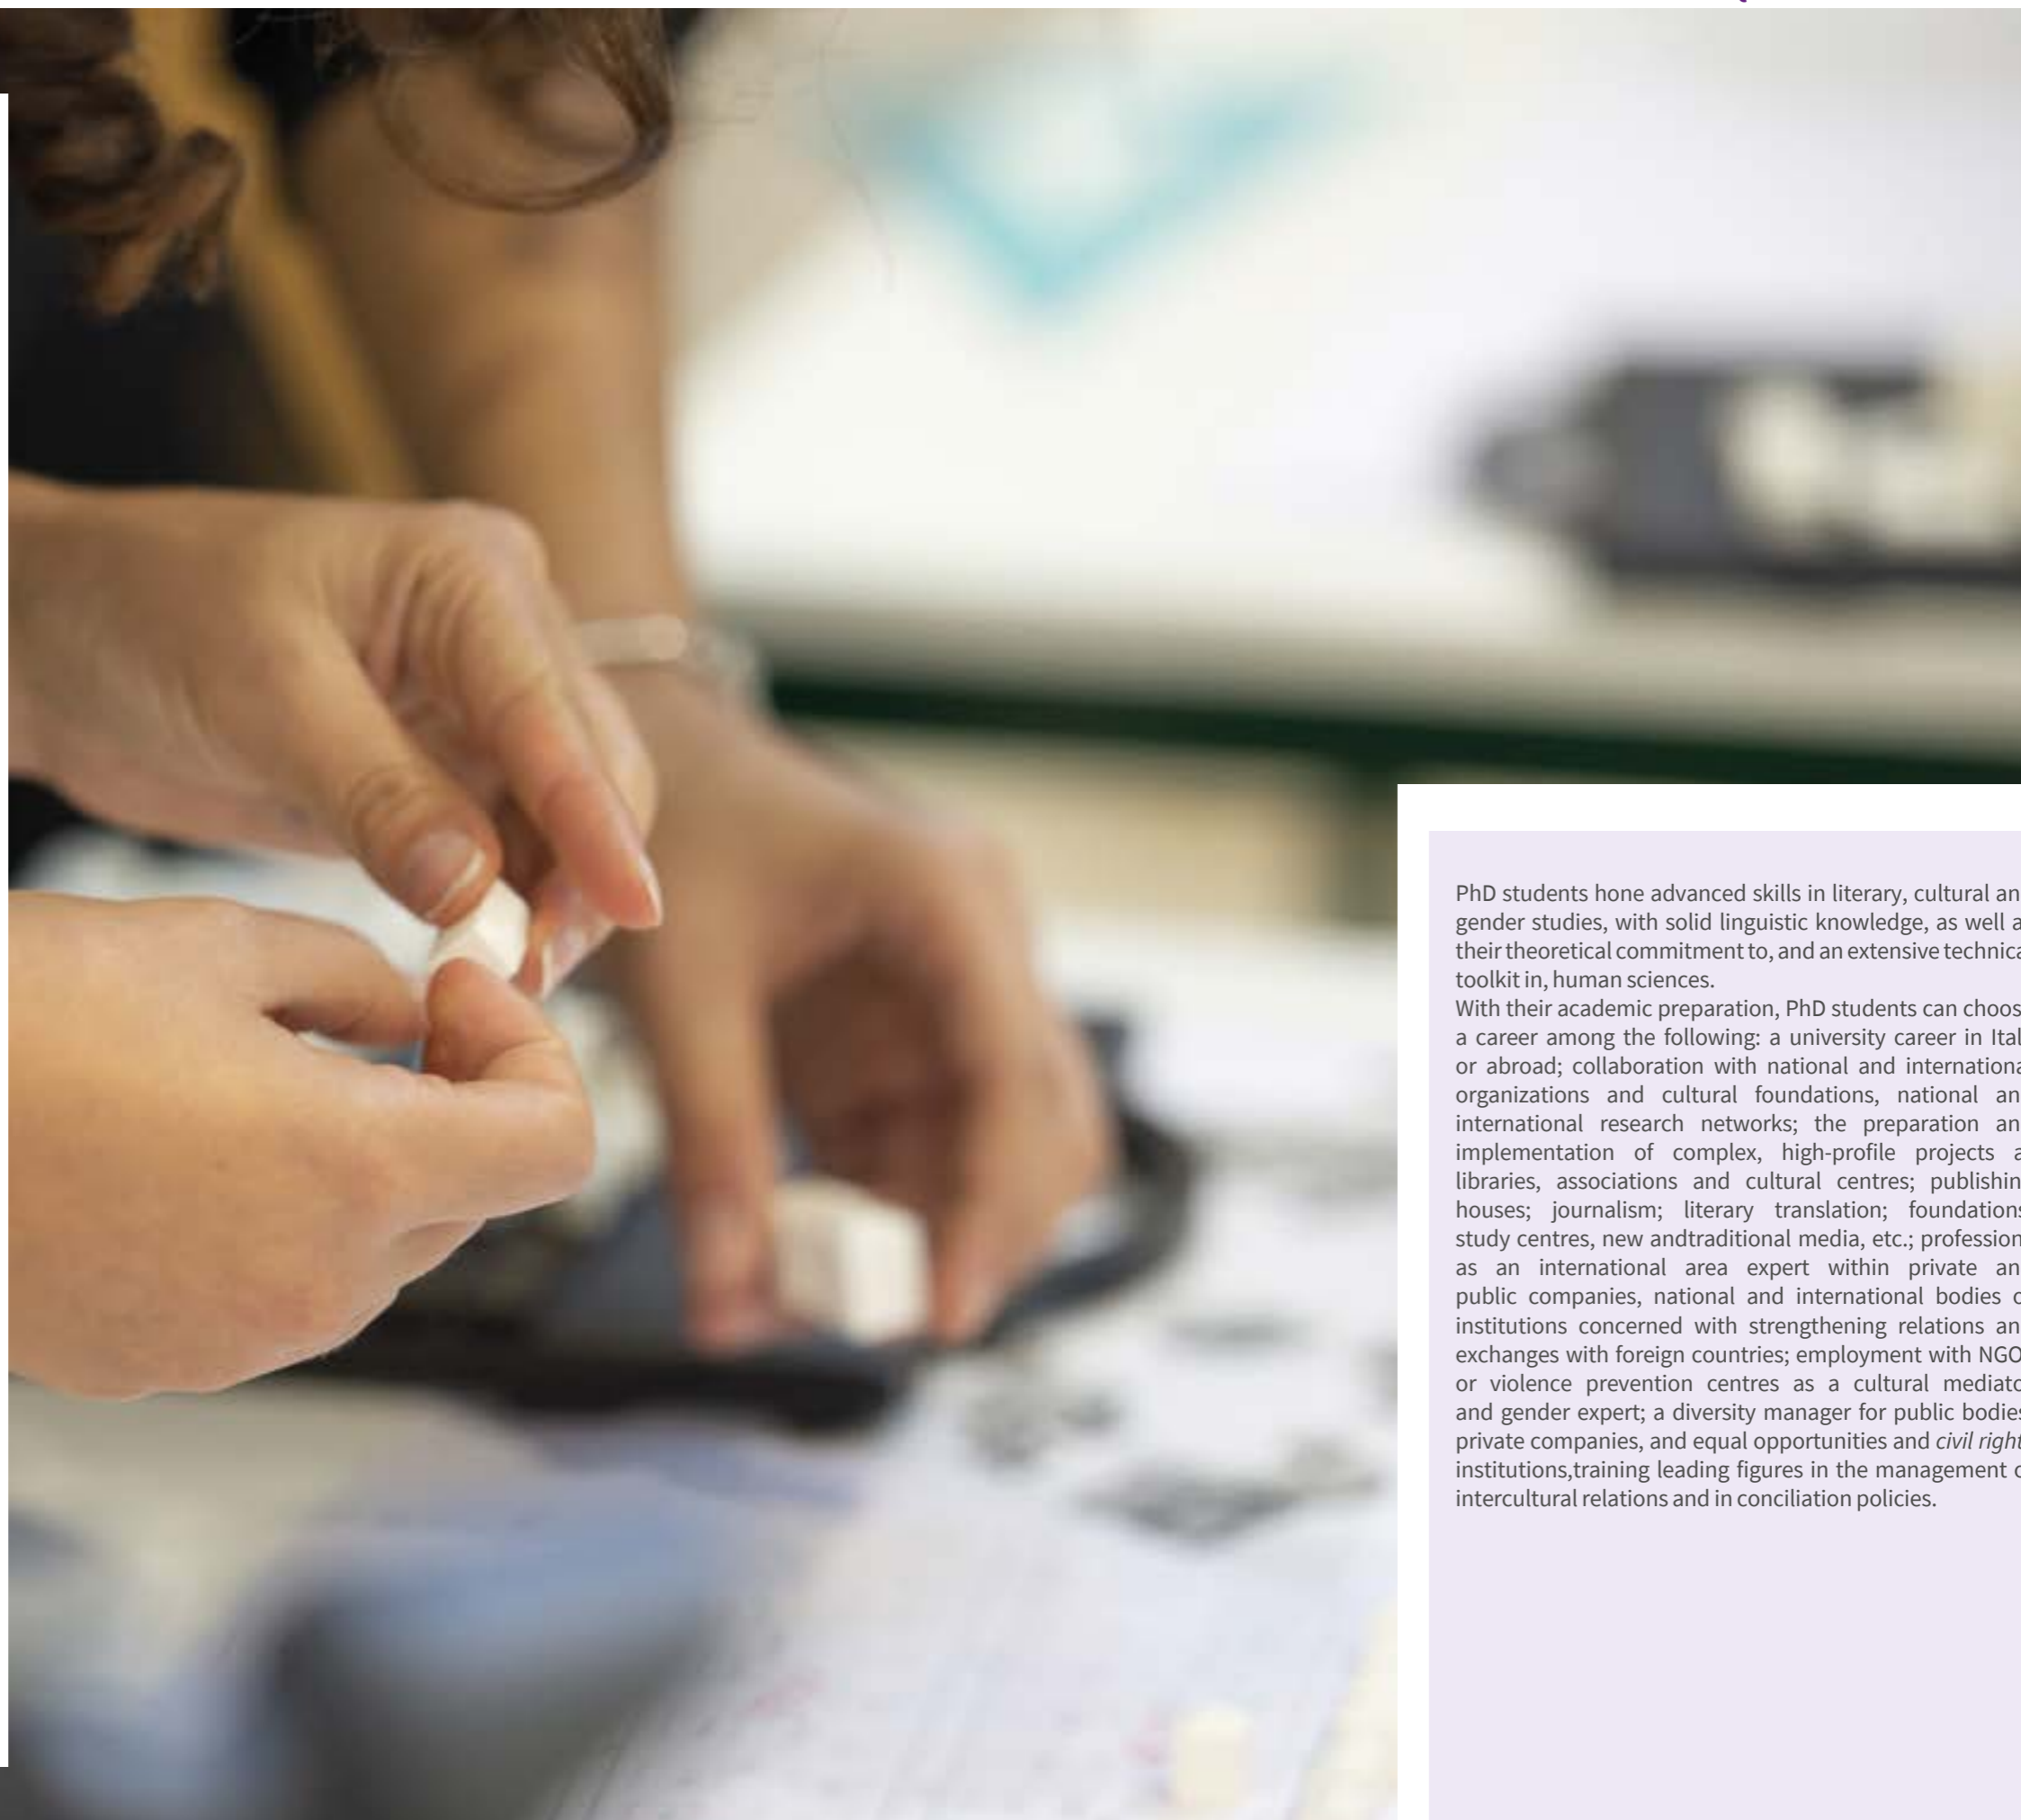 PhD students hone advanced skills in literary, cultural an
gender studies, with solid linguistic knowledge, as well a
their theoretical commitment to, and an extensive technica
toolkit in, human sciences.
With their academic preparation, PhD students can choos
a career among the following: a university career in Ital
or abroad; collaboration with national and internationa
organizations and cultural foundations, national an
international research networks; the preparation an
implementation of complex, high-profile projects a
libraries, associations and cultural centres; publishin
houses; journalism; literary translation; foundations
study centres, new andtraditional media, etc.; profession
as an international area expert within private an
public companies, national and international bodies o
institutions concerned with strengthening relations an
exchanges with foreign countries; employment with NGO
or violence prevention centres as a cultural mediato
and gender expert; a diversity manager for public bodies
private companies, and equal opportunities and civil right
institutions,training leading figures in the management o
intercultural relations and in conciliation policies.